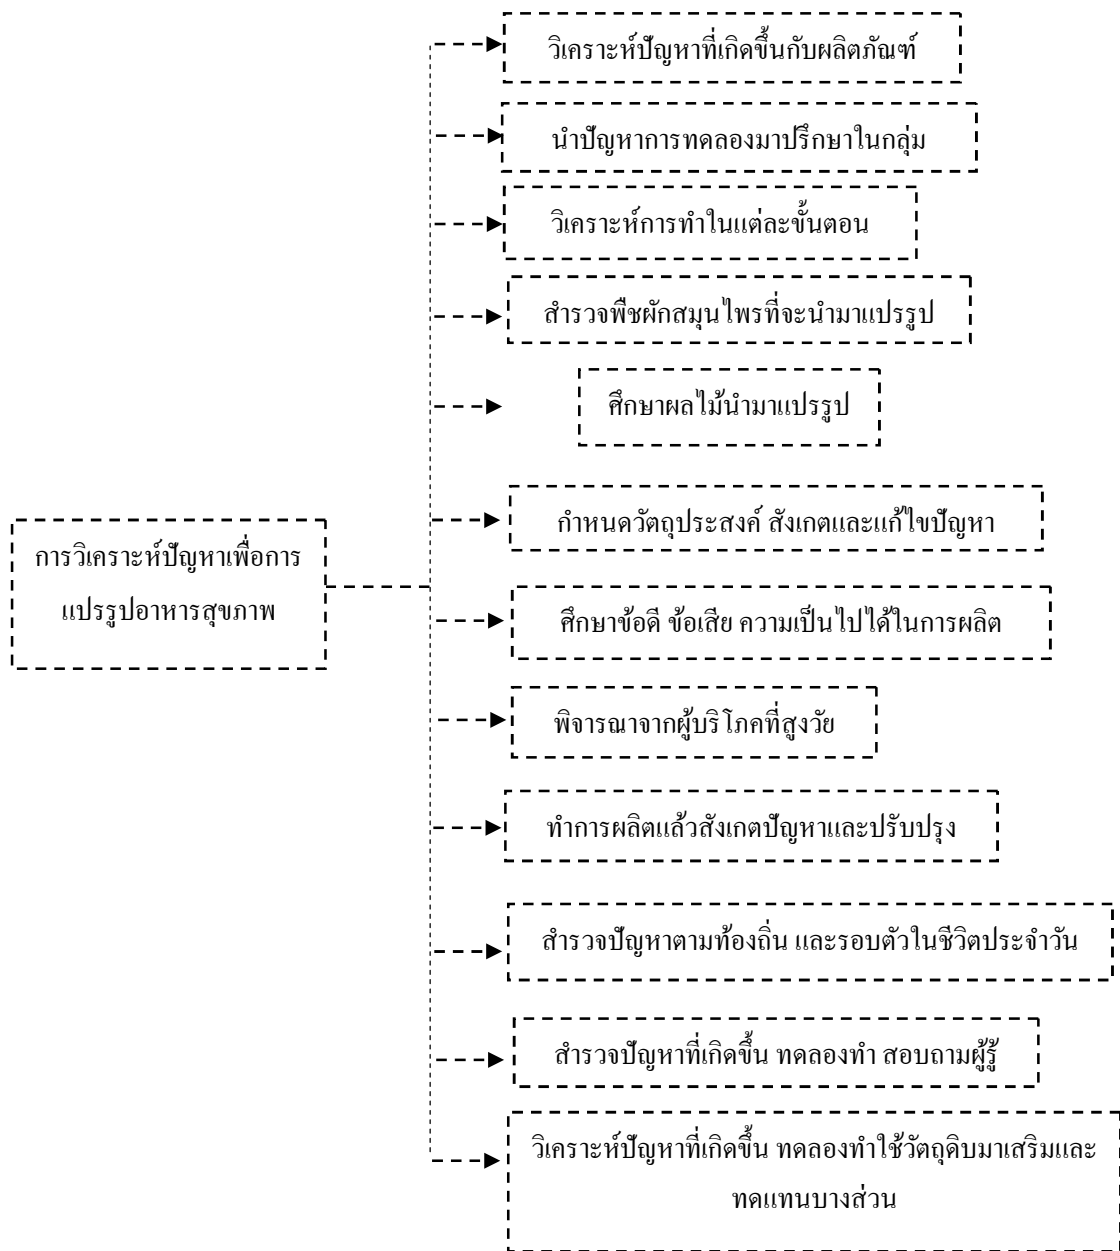 วิเคราะห์ปัญหาที่เกิดขึ้นกับผลิตภัณฑ์
นำปัญหาการทดลองมาปรึกษาในกลุ่ม
วิเคราะห์การทำในแต่ละขั้นตอน
สำรวจพืชผักสมุนไพรที่จะนำมาแปรรูป
ศึกษาผลไม้นำมาแปรรูป
กำหนดวัตถุประสงค์ สังเกตและแก้ไขปัญหา
การวิเคราะห์ปัญหาเพื่อการ
แปรรูปอาหารสุขภาพ
ศึกษาข้อดี ข้อเสีย ความเป็นไปได้ในการผลิต
พิจารณาจากผู้บริโภคที่สูงวัย
ทำการผลิตแล้วสังเกตปัญหาและปรับปรุง
สำรวจปัญหาตามท้องถิ่น และรอบตัวในชีวิตประจำวัน
สำรวจปัญหาที่เกิดขึ้น ทดลองทำ สอบถามผู้รู้
วิเคราะห์ปัญหาที่เกิดขึ้น ทดลองทำใช้วัตถุดิบมาเสริมและ
ทดแทนบางส่วน